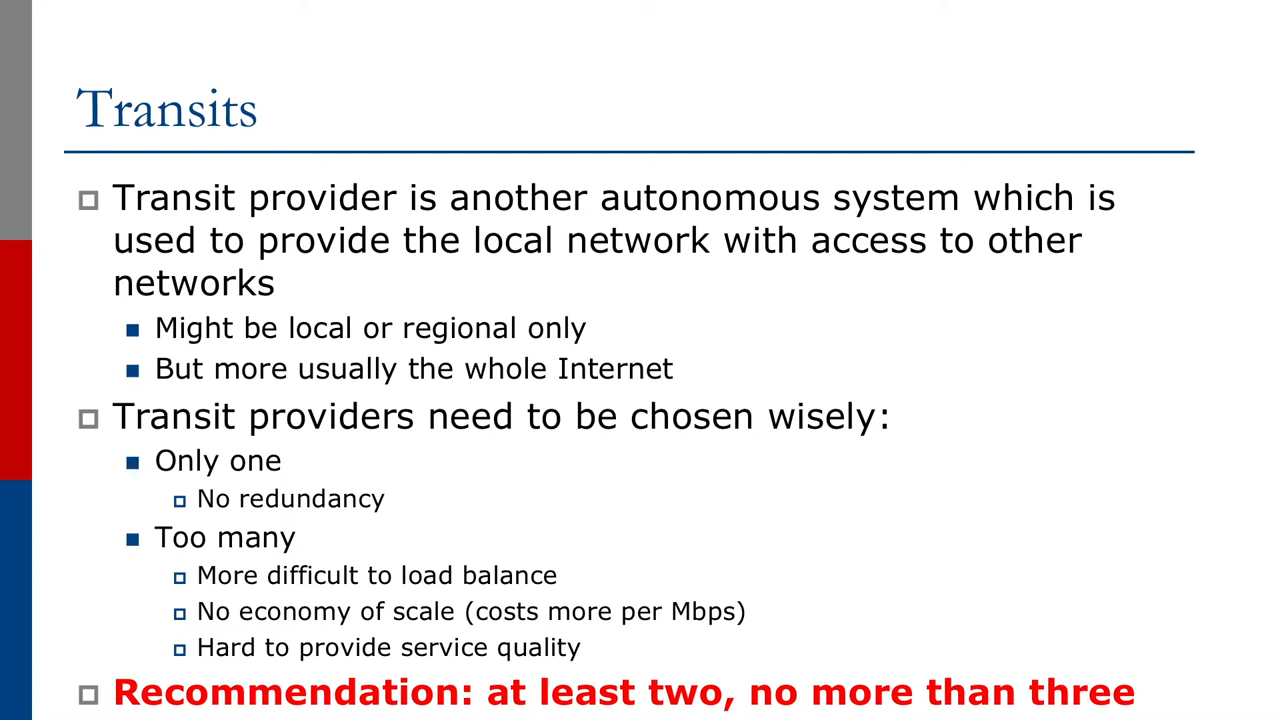 Transits
Transit provider is another autonomous system which is
used to provide the local network with access to other
networks
Might be local or regional only
But more usually the whole Internet
Transit providers need to be chosen wisely:
Only one
No redundancy
Too many
More difficult to load balance
No economy of scale (costs more per Mbps)
Hard to provide service quality
Recommendation: at least two, no more than three